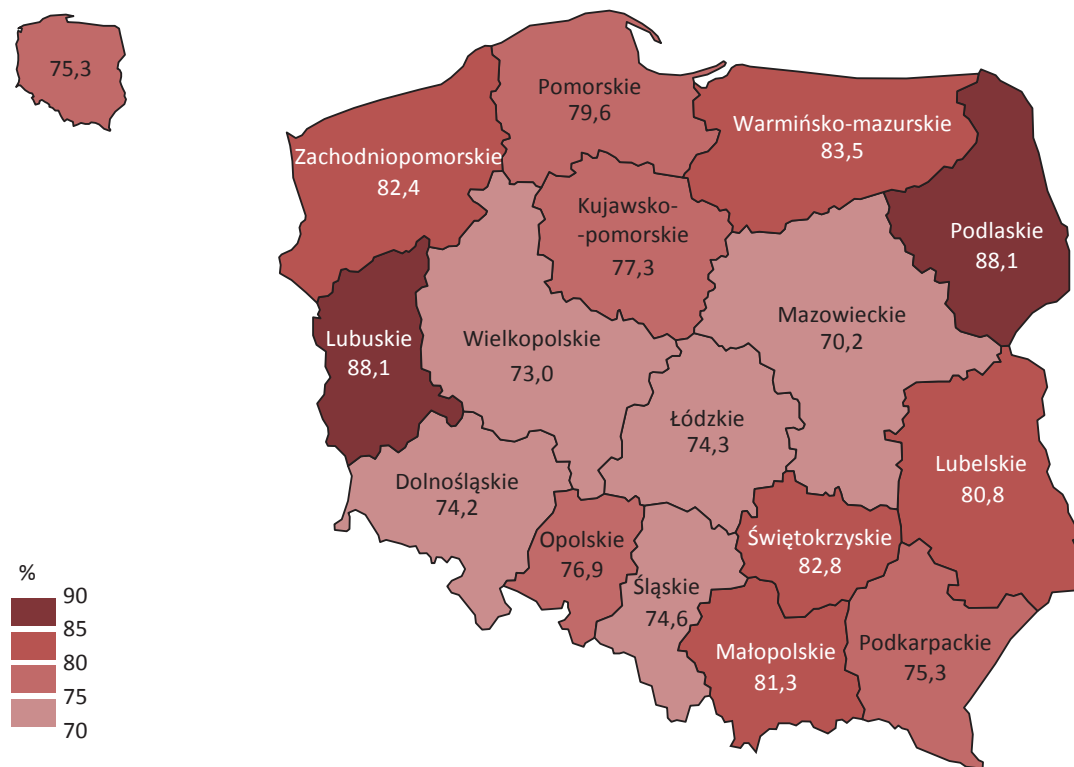 75,3
Pomorskie
79,6
Warmińsko-mazurskie
83,5
Zachodniopomorskie
82,4
Kujawsko-
-pomorskie
77,3
Podlaskie
88,1
Lubuskie
88,1
Wielkopolskie
73,0
Mazowieckie
70,2
Łódzkie
74,3
Lubelskie
80,8
Dolnośląskie
74,2
Opolskie
76,9
Śląskie
74,6
Świętokrzyskie
82,8
Małopolskie
81,3
Podkarpackie
75,3
%
90
85
80
75
70